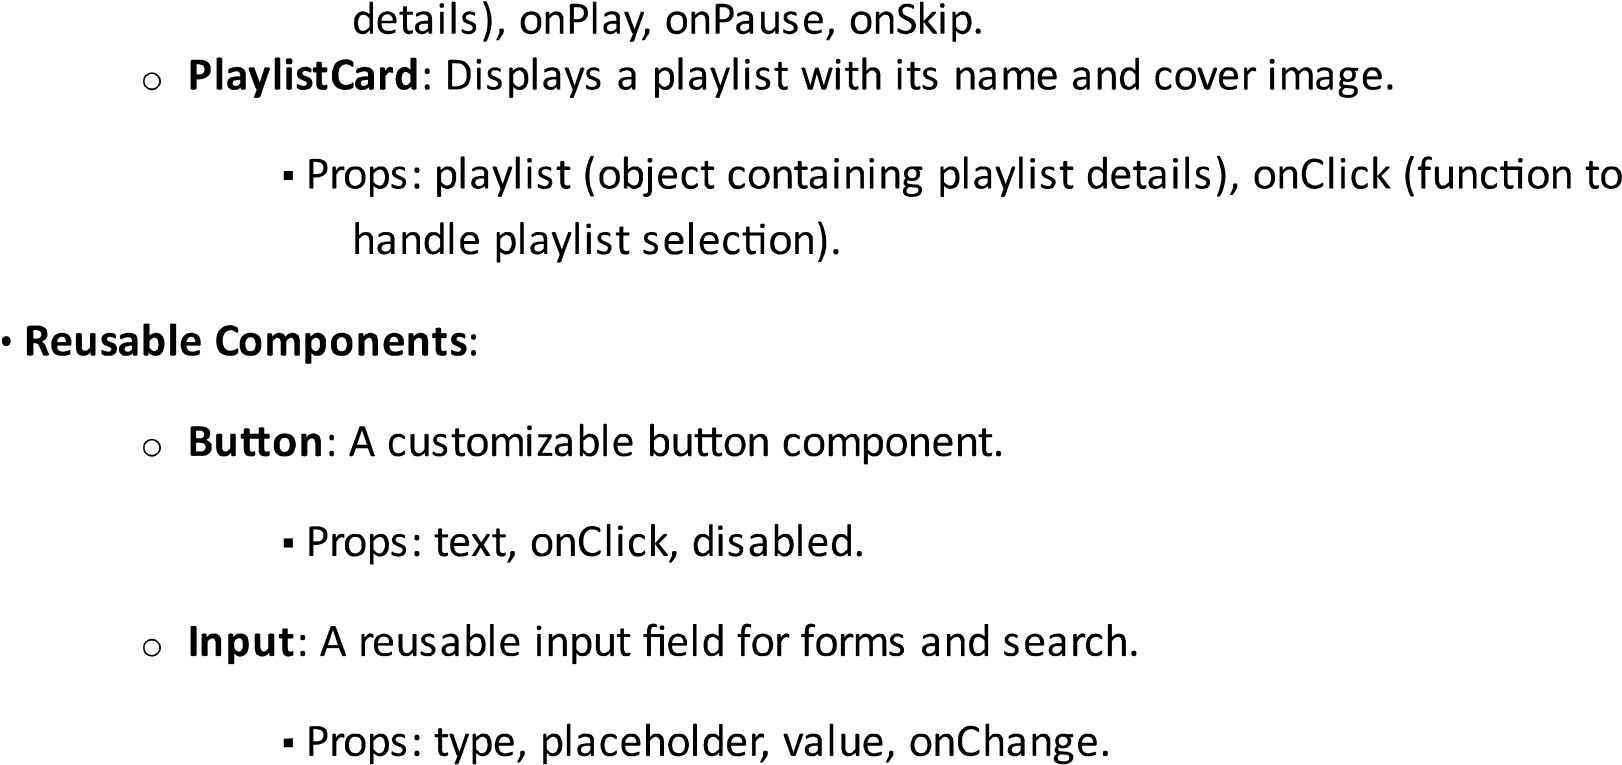 details), onPlay, onPause, onSkip.
○ PlaylistCard: Displays a playlist with its name and cover image.
▪ Props: playlist (object containing playlist details), onClick (function to
handle playlist selection).
• Reusable Components:
○ Button: A customizable button component.
▪ Props: text, onClick, disabled.
○ Input: A reusable input field for forms and search.
▪ Props: type, placeholder, value, onChange.